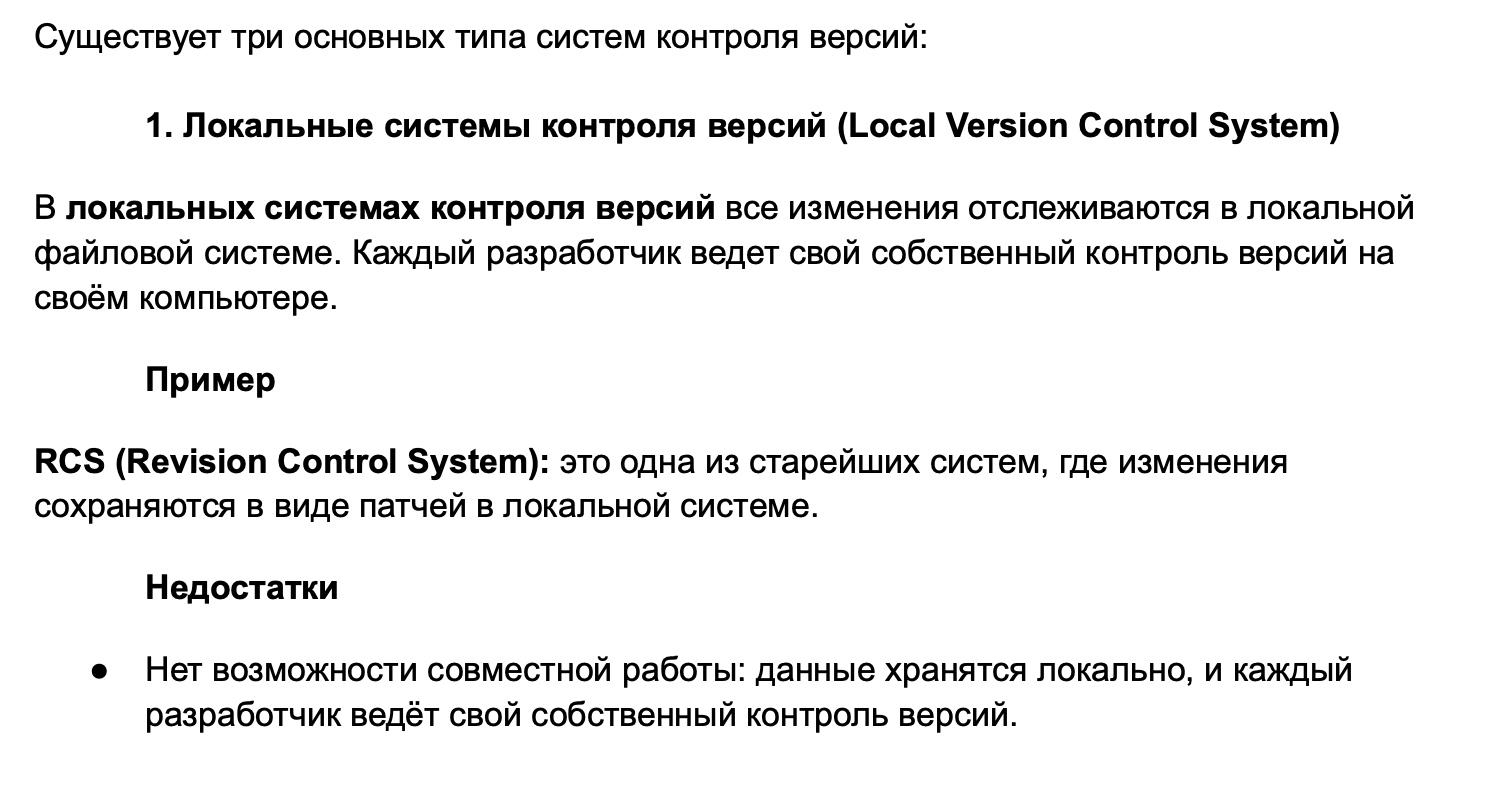 Существует три основных типа систем контроля версий:
1. Локальные системы контроля версий (Local Version Control System)
В локальных системах контроля версий все изменения отслеживаются в локальной
файловой системе. Каждый разработчик ведет свой собственный контроль версий на
своём компьютере.
Пример
RCS (Revision Control System): это одна из старейших систем, где изменения
сохраняются в виде патчей в локальной системе.
Недостатки
● Нет возможности совместной работы: данные хранятся локально, и каждый
разработчик ведёт свой собственный контроль версий.